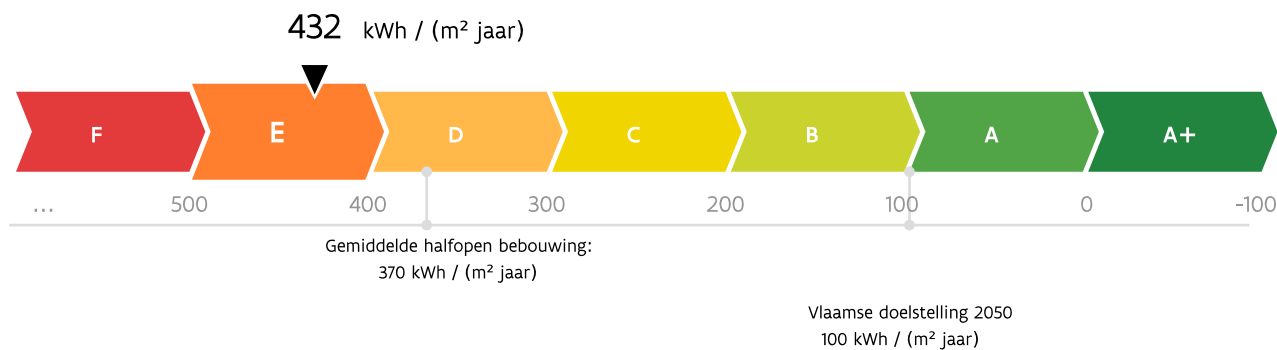 432 kWh / (m² jaar)
F E D C B A A+
... 500 400 300 200 100 0 -100
Gemiddelde halfopen bebouwing:
370 kWh / (m² jaar)
Vlaamse doelstelling 2050
100 kWh / (m² jaar)